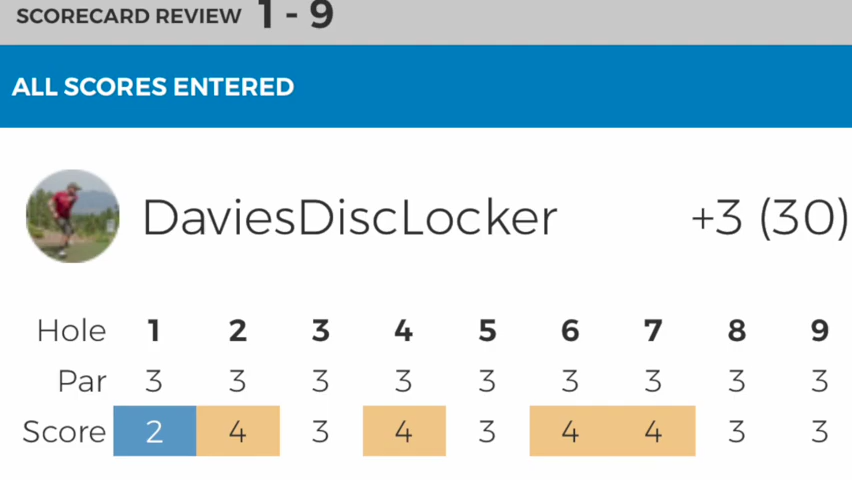 SCORECARD REVIEW 1 - 9
ALL SCORES ENTERED
DaviesDiscLocker +3 (30)
Hole 1 2 3 4 5 6 7 8 9
Par 3 3 3 3 3 3 3 3 3
Score 2 4 3 4 3 4 4 3 3